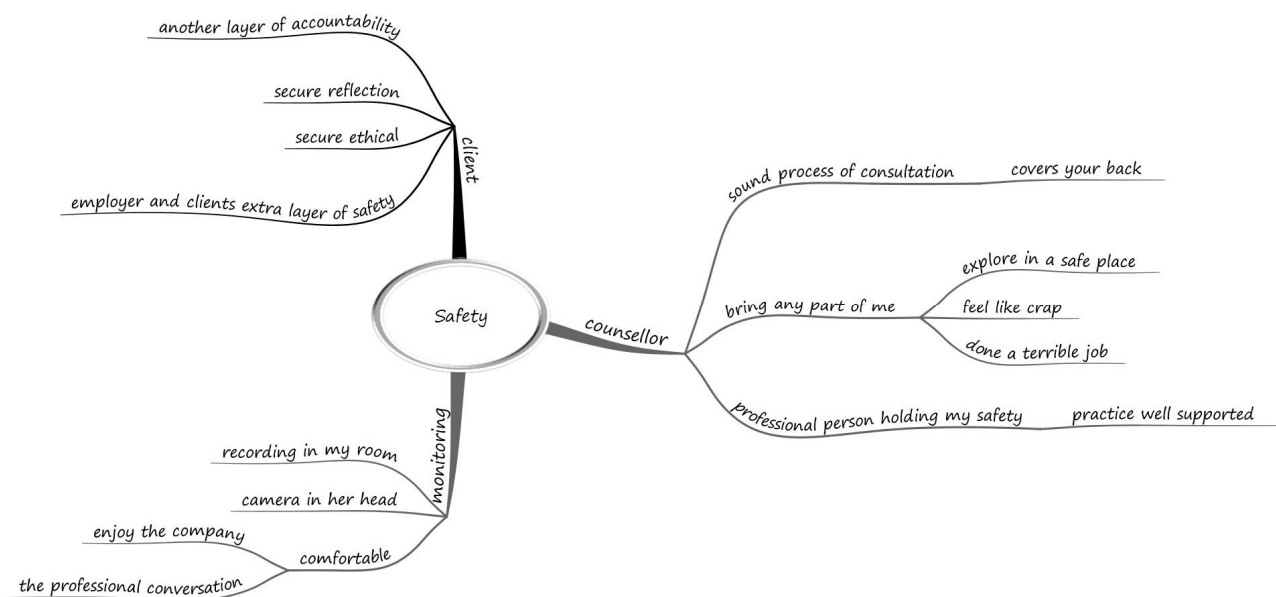 another layer of accountability
secure reflection
secure ethical
employer and clients extra layer of safety
client
Safety
counsellor
sound process of consultation
covers your back
bring any part of me
explore in a safe place
feel like crap
done a terrible job
professional person holding my safety
practice well supported
monitoring
recording in my room
camera in her head
comfortable
enjoy the company
the professional conversation